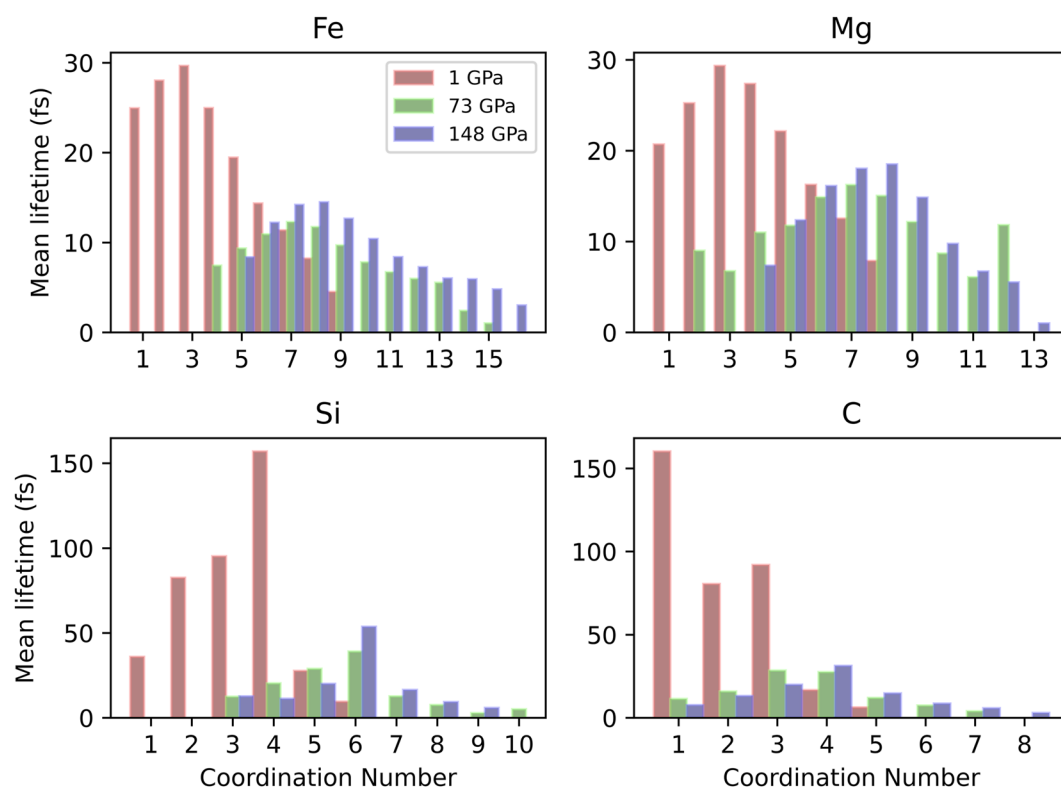 Fe
Mean lifetime (fs)
30
20
10
0
1 3 5 7 9 11 13 15
1 GPa
73 GPa
148 GPa
Mg
30
20
10
0
1 3 5 7 9 11 13
Si
Mean lifetime (fs)
150
100
50
0
1 2 3 4 5 6 7 8 9 10
Coordination Number
C
150
100
50
0
1 2 3 4 5 6 7 8
Coordination Number